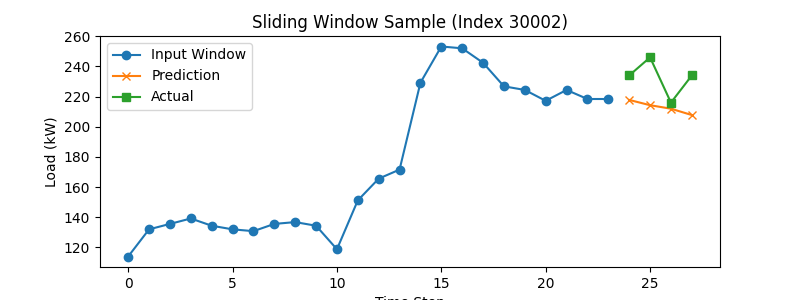 Sliding Window Sample (Index 30002)
Input Window
Prediction
Actual
Load (kW)
260
240
220
200
180
160
140
120
0 5 10 15 20 25
Time Step